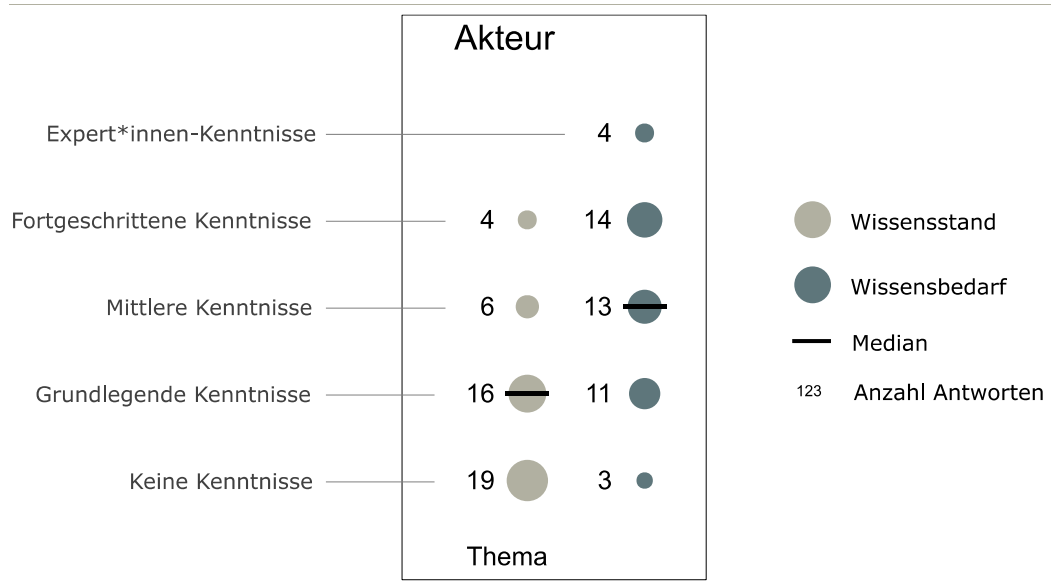 Akteur
Expert*innen-Kenntnisse 4
Fortgeschrittene Kenntnisse 4 14
Wissensstand
Wissensbedarf
Mittlere Kenntnisse 6 13
Median
Grundlegende Kenntnisse 16 11
123 Anzahl Antworten
Keine Kenntnisse 19 3
Thema